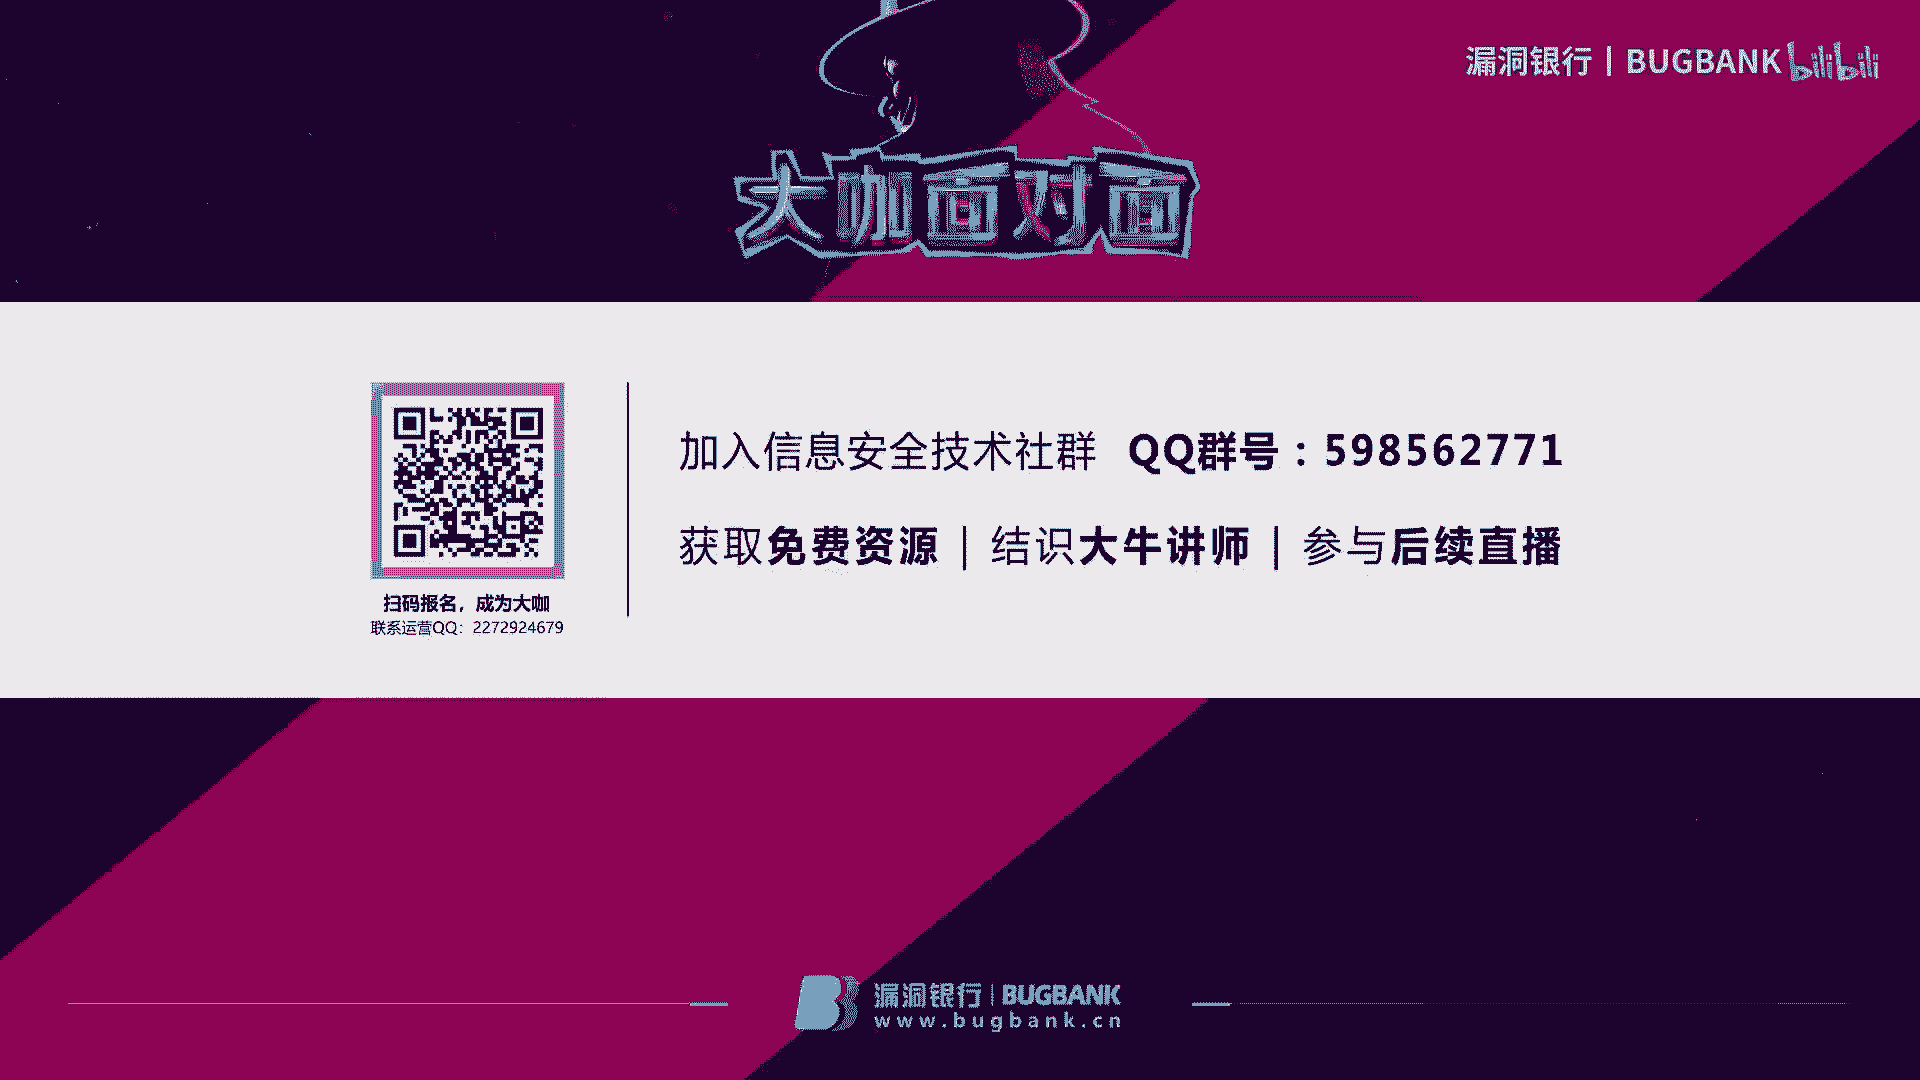 漏洞银行 | BUGBANK bilibili
大咖面对面
加入信息安全技术社群 QQ群号：598562771
获取免费资源 | 结识大牛讲师 | 参与后续直播
扫码报名，成为大咖
联系运营QQ：2272924679
漏洞银行 | BUGBANK
www.bugbank.cn